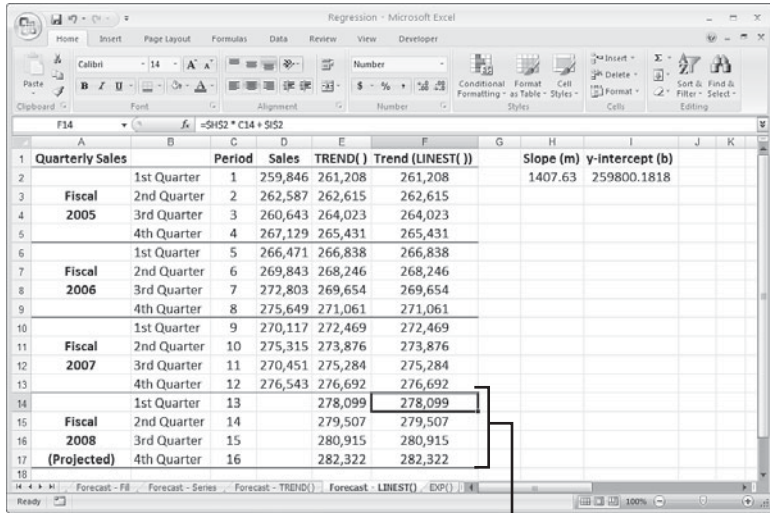 Regression - Microsoft Excel
Home Insert Page Layout Formulas Data Review View Developer
Paste
Calibri 14 A A
B I U A
Number
$ % ,
Conditional Formatting
Format as Table
Cell Styles
Insert
Delete
Format
Σ
Sort & Filter
Find & Select
Clipboard Font Alignment Number Styles Cells Editing
F14 fx =$H$2 * C14 + $I$2
A B C D E F G H I J K
1 Quarterly Sales Period Sales TREND( ) Trend (LINEST( )) Slope (m) y-intercept (b)
2 1st Quarter 1 259,846 261,208 261,208 1407.63 259800.1818
3 Fiscal 2nd Quarter 2 262,587 262,615 262,615
4 2005 3rd Quarter 3 260,643 264,023 264,023
5 4th Quarter 4 267,129 265,431 265,431
6 1st Quarter 5 266,471 266,838 266,838
7 Fiscal 2nd Quarter 6 269,843 268,246 268,246
8 2006 3rd Quarter 7 272,803 269,654 269,654
9 4th Quarter 8 275,649 271,061 271,061
10 1st Quarter 9 270,117 272,469 272,469
11 Fiscal 2nd Quarter 10 275,315 273,876 273,876
12 2007 3rd Quarter 11 270,451 275,284 275,284
13 4th Quarter 12 276,543 276,692 276,692
14 1st Quarter 13 278,099 278,099
15 Fiscal 2nd Quarter 14 279,507 279,507
16 2008 3rd Quarter 15 280,915 280,915
17 (Projected) 4th Quarter 16 282,322 282,322
18
Forecast - Fill Forecast - Series Forecast - TREND() Forecast - LINEST() EXP()
Ready 100%